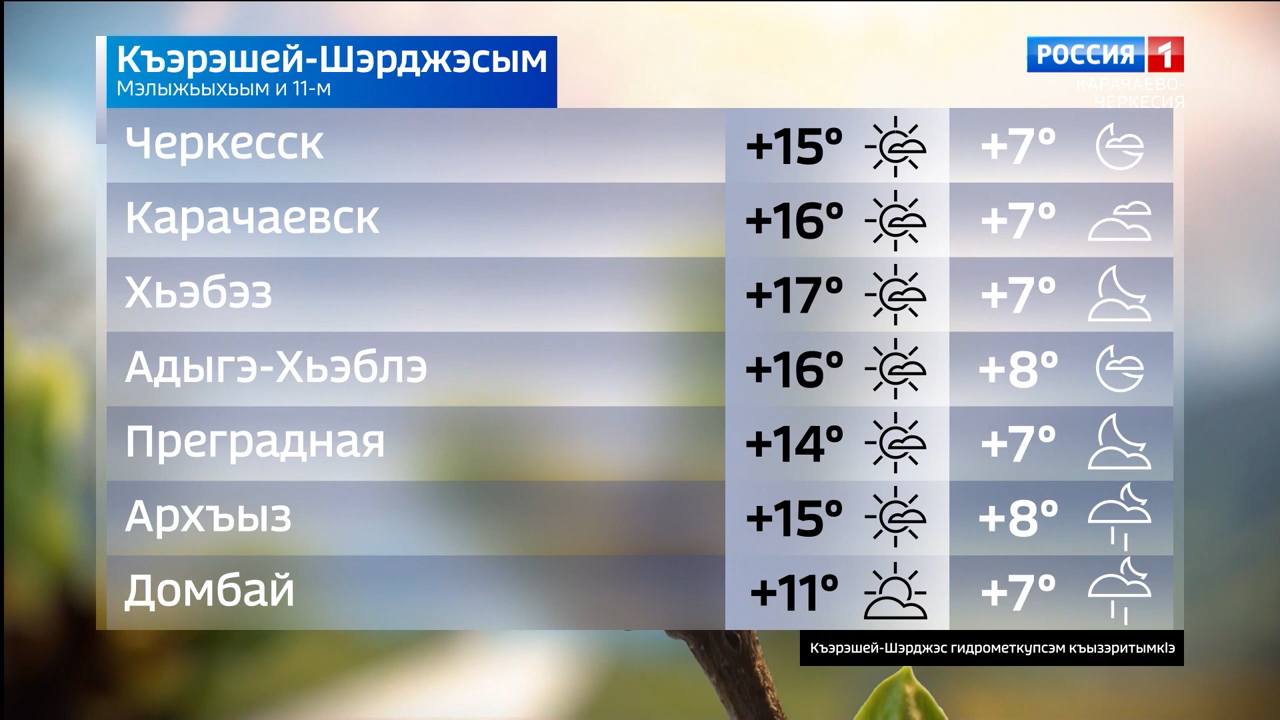 Къэрэшей-Шэрджэсым
Мэлыжьыхьым и 11-м
РОССИЯ 1
КАРАЧАЕВО-
ЧЕРКЕСИЯ
Черкесск +15° +7°
Карачаевск +16° +7°
Хьэбэз +17° +7°
Адыгэ-Хьэблэ +16° +8°
Преградная +14° +7°
Архъыз +15° +8°
Домбай +11° +7°
Къэрэшей-Шэрджэс гидрометкупсэм къызэритымкӏэ